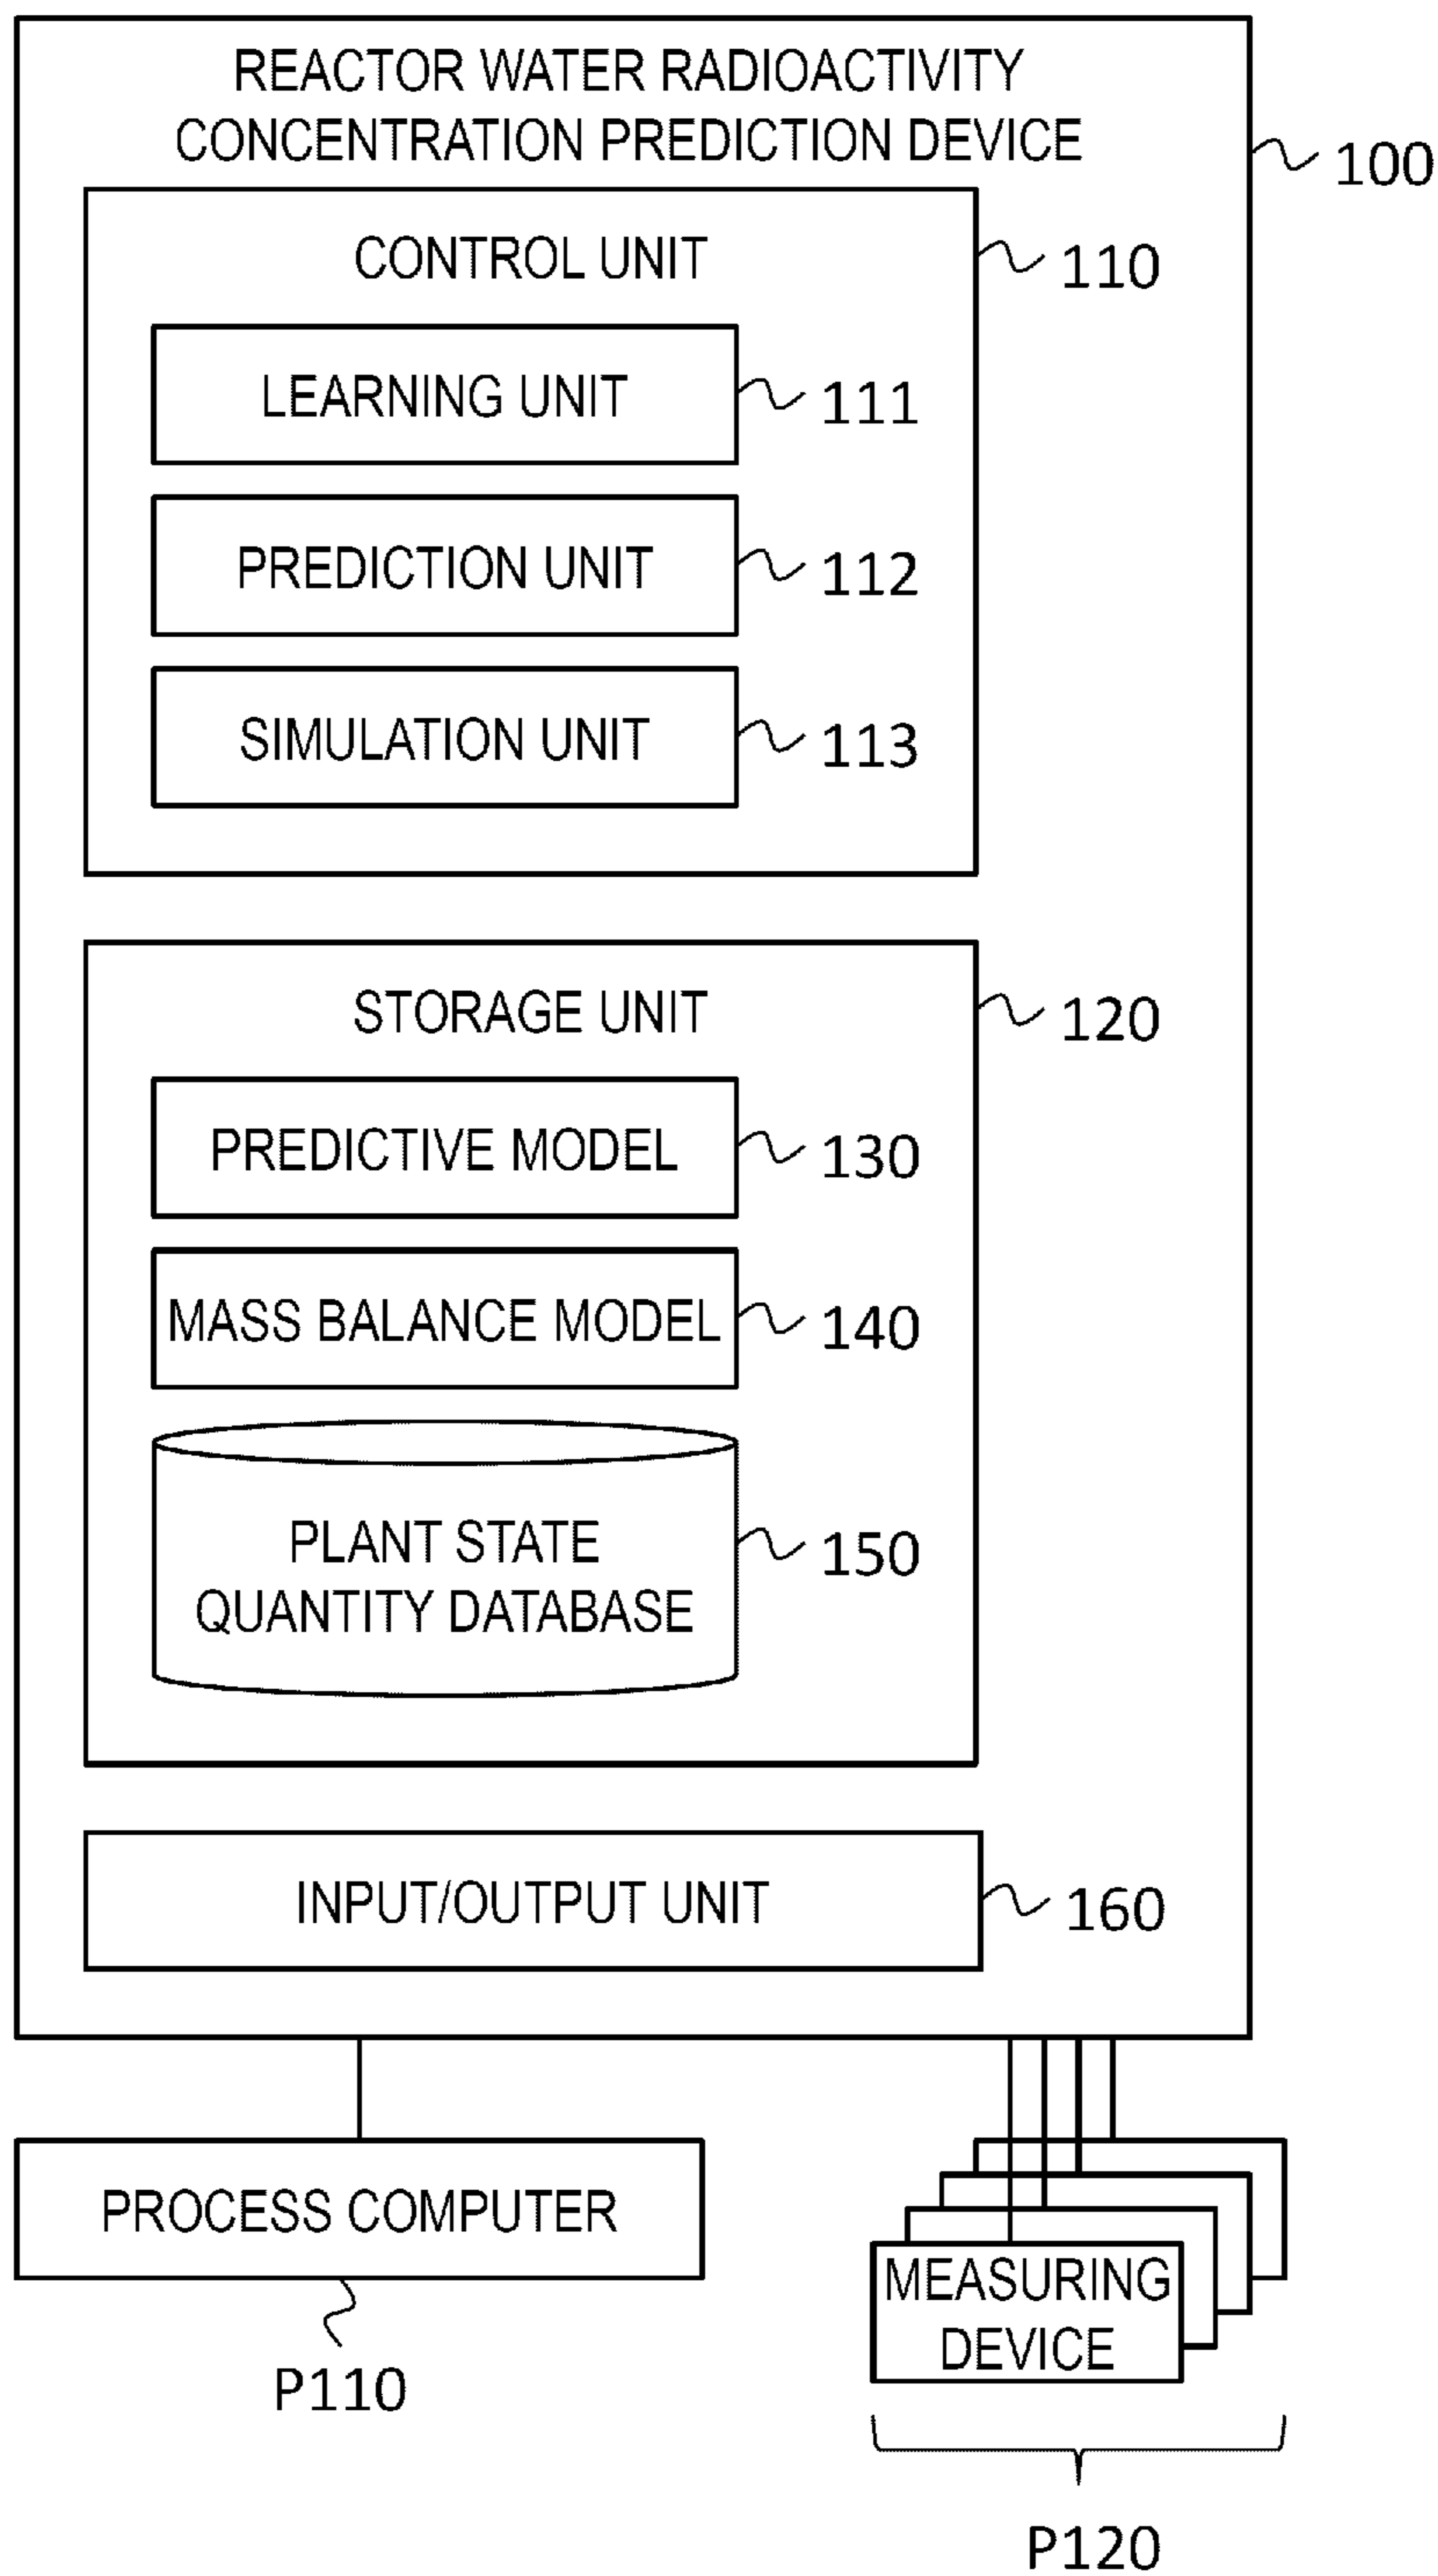 REACTOR WATER RADIOACTIVITY
CONCENTRATION PREDICTION DEVICE
100
CONTROL UNIT
110
LEARNING UNIT
111
PREDICTION UNIT
112
SIMULATION UNIT
113
STORAGE UNIT
120
PREDICTIVE MODEL
130
MASS BALANCE MODEL
140
PLANT STATE
QUANTITY DATABASE
150
INPUT/OUTPUT UNIT
160
PROCESS COMPUTER
P110
MEASURING
DEVICE
P120